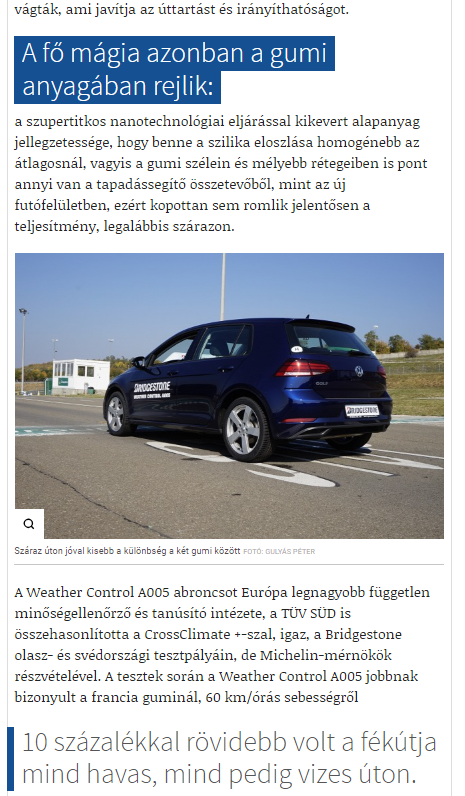 vágták, ami javítja az úttartást és irányíthatóságot.
A fő mágia azonban a gumi
anyagában rejlik:
a szupertitkos nanotechnológiai eljárással kikevert alapanyag
jellegzetessége, hogy benne a szilika eloszlása homogénebb az
átlagosnál, vagyis a gumi szélein és mélyebb rétegeiben is pont
annyi van a tapadássegítő összetevőből, mint az új
futófelületben, ezért kopottan sem romlik jelentősen a
teljesítmény, legalábbis szárazon.
BRIDGESTONE
WEATHER CONTROL A005
GOLF
BRIDGESTONE
Száraz úton jóval kisebb a különbség a két gumi között FOTÓ: GULYÁS PÉTER
A Weather Control A005 abroncsot Európa legnagyobb független
minőségellenőrző és tanúsító intézete, a TÜV SÜD is
összehasonlította a CrossClimate +-szal, igaz, a Bridgestone
olasz- és svédországi tesztpályáin, de Michelin-mérnökök
részvételével. A tesztek során a Weather Control A005 jobbnak
bizonyult a francia guminál, 60 km/órás sebességről
10 százalékkal rövidebb volt a fékútja
mind havas, mind pedig vizes úton.